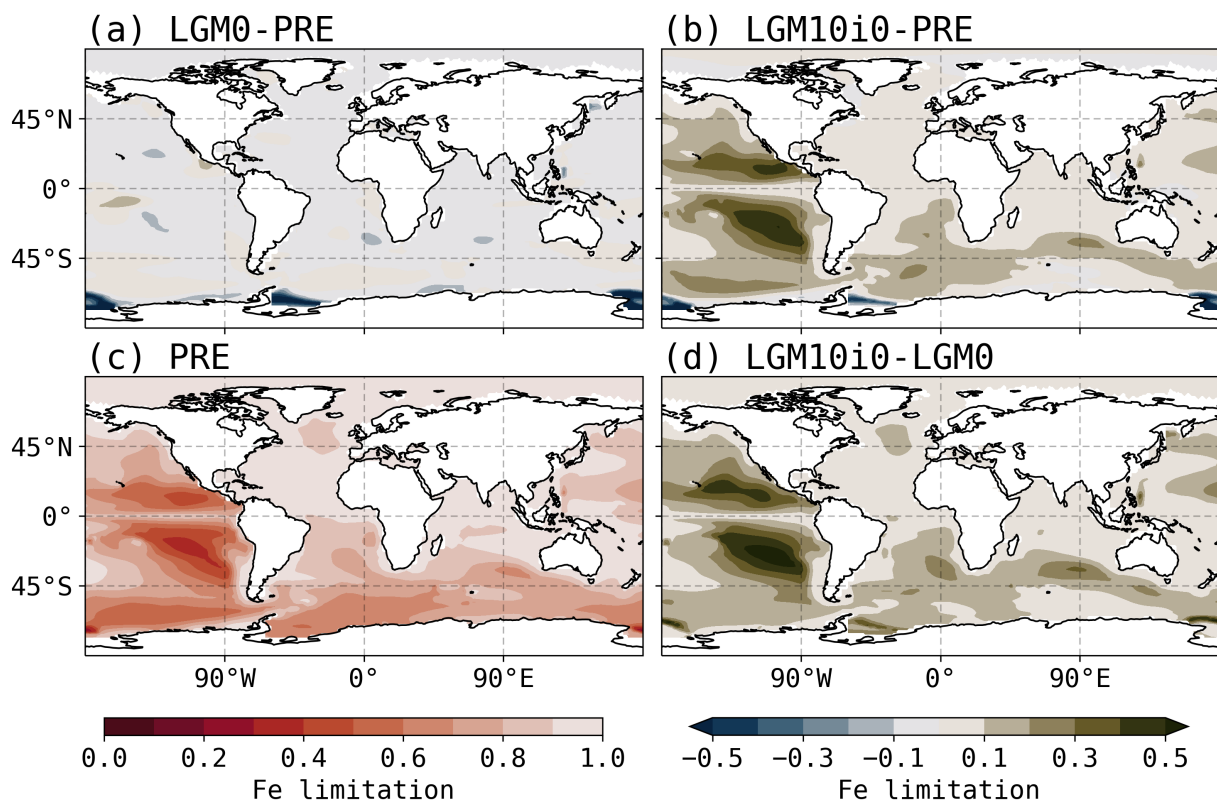 (a) LGM0-PRE
(b) LGM10i0-PRE
45°N
0°
45°S
(c) PRE
(d) LGM10i0-LGM0
45°N
0°
45°S
90°W 0° 90°E
90°W 0° 90°E
0.0 0.2 0.4 0.6 0.8 1.0
Fe limitation
−0.5 −0.3 −0.1 0.1 0.3 0.5
Fe limitation